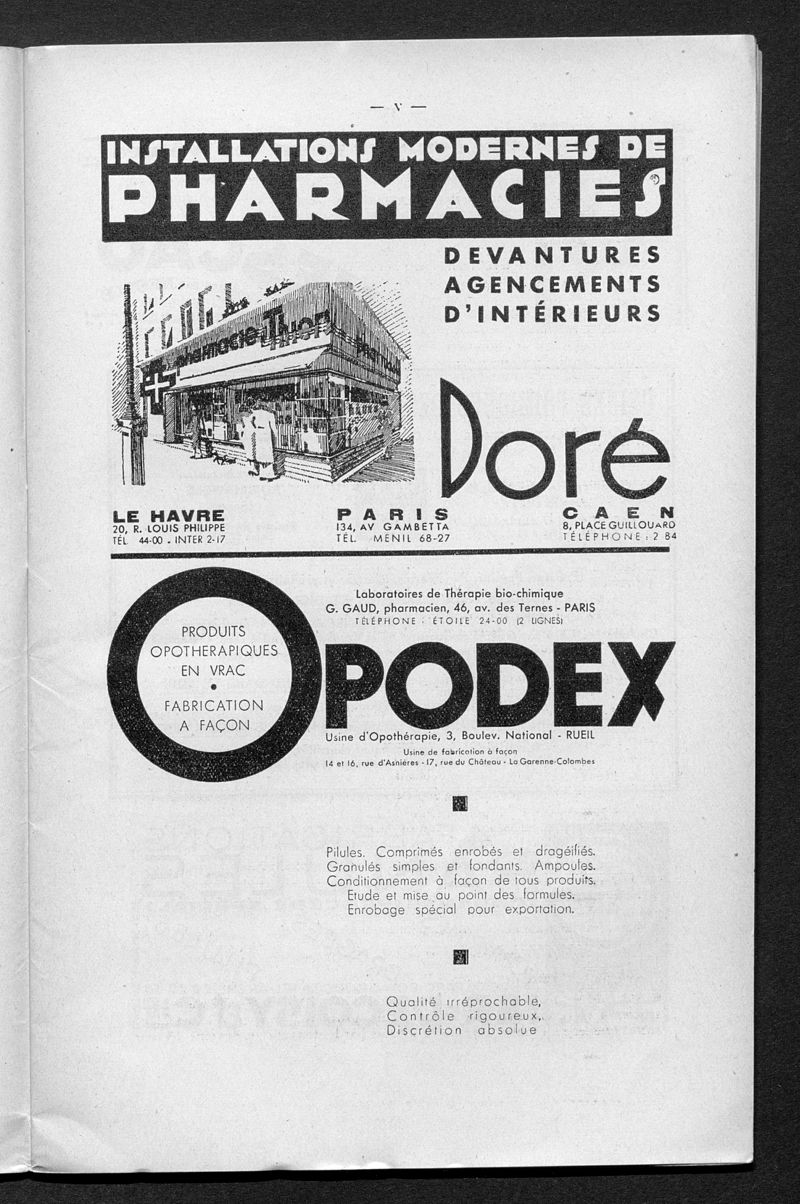 — V —
INSTALLATIONS MODERNES DE
PHARMACIES
DEVANTURES
AGENCEMENTS
D'INTÉRIEURS
pharmacie Thion
pharmacie
Doré
LE HAVRE
20, R. LOUIS PHILIPPE
TÉL. 44-00 . INTER 2-17
PARIS
134, AV GAMBETTA
TÉL. MENIL 68-27
CAEN
8, PLACE GUILLOUARD
TÉLÉPHONE : 2 84
Laboratoires de Thérapie bio-chimique
G. GAUD, pharmacien, 46, av. des Ternes - PARIS
TÉLÉPHONE : ÉTOILE 24-00 (2 LIGNES)
PRODUITS
OPOTHERAPIQUES
EN VRAC
•
FABRICATION
A FAÇON
OPODEX
Usine d'Opothérapie, 3, Boulev. National - RUEIL
Usine de fabrication à façon
14 et 16, rue d'Asnières - 17, rue du Château - La Garenne-Colombes
Pilules. Comprimés enrobés et dragéifiés.
Granulés simples et fondants. Ampoules.
Conditionnement à façon de tous produits.
Etude et mise au point des formules.
Enrobage spécial pour exportation.
Qualité irréprochable,
Contrôle rigoureux,
Discrétion absolue